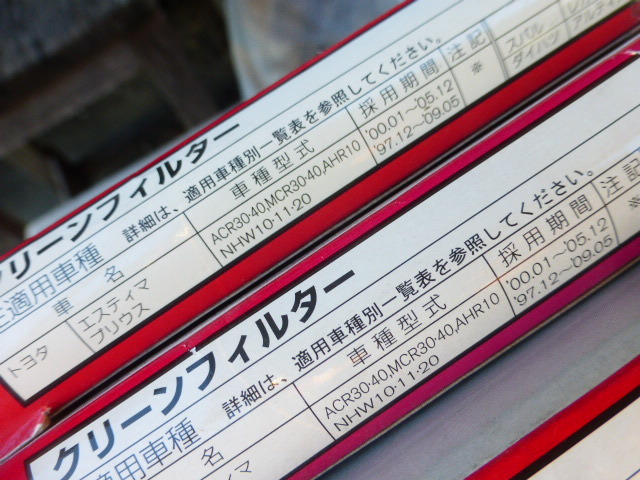 クリーンフィルター
主適用車種 詳細は、適用車種別一覧表を参照してください。
車名 車種型式 採用期間 注記
トヨタ エスティマ ACR30·40,MCR30·40,AHR10 '00.01〜'05.12 ※ スバル
プリウス NHW10·11·20 '97.12〜'09.05 ダイハツ
クリーンフィルター
適用車種 詳細は、適用車種別一覧表を参照してください。
名 車種型式 採用期間 注記
ティマ ACR30·40,MCR30·40,AHR10 '00.01〜'05.12 ※
ウス NHW10·11·20 '97.12〜'09.05